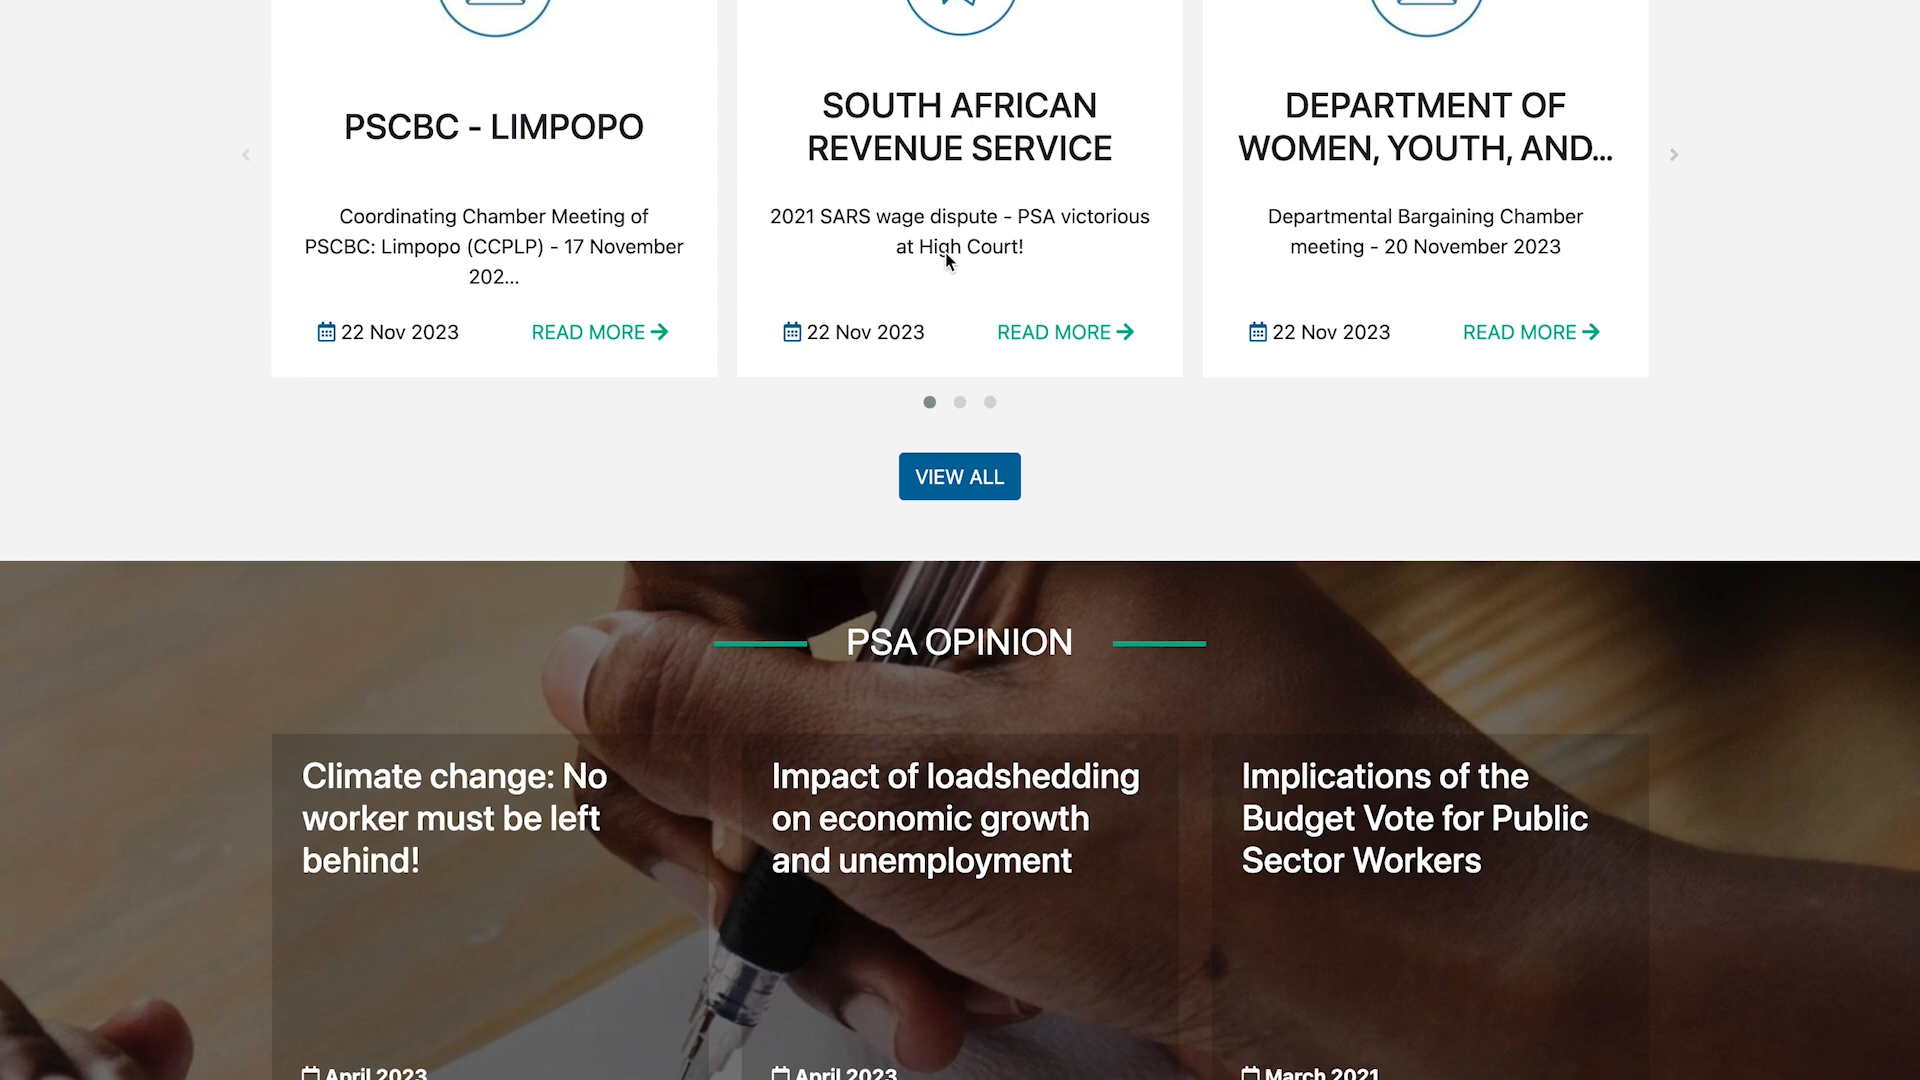 PSCBC - LIMPOPO
Coordinating Chamber Meeting of
PSCBC: Limpopo (CCPLP) - 17 November
202...
22 Nov 2023
READ MORE
SOUTH AFRICAN
REVENUE SERVICE
2021 SARS wage dispute - PSA victorious
at High Court!
22 Nov 2023
READ MORE
DEPARTMENT OF
WOMEN, YOUTH, AND...
Departmental Bargaining Chamber
meeting - 20 November 2023
22 Nov 2023
READ MORE
VIEW ALL
PSA OPINION
Climate change: No
worker must be left
behind!
April 2023
Impact of loadshedding
on economic growth
and unemployment
April 2023
Implications of the
Budget Vote for Public
Sector Workers
March 2021